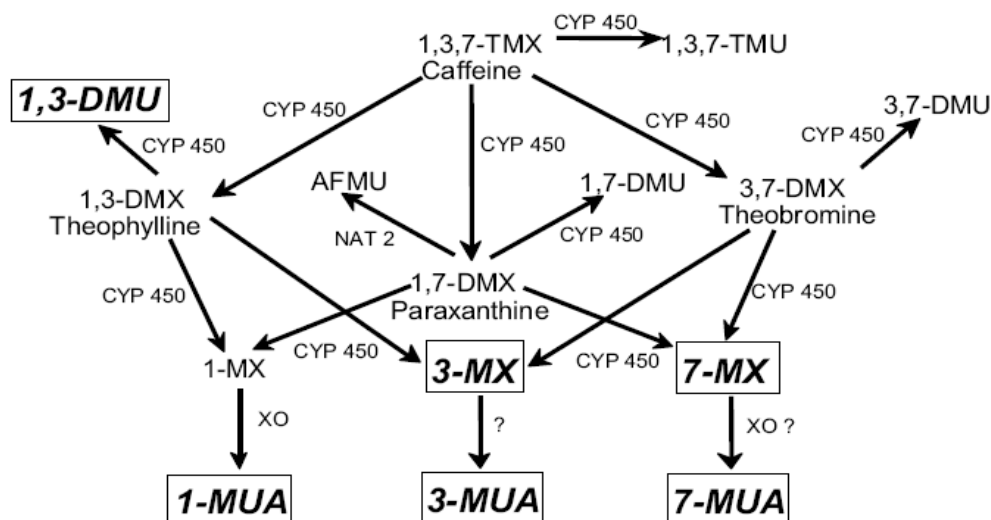 CYP 450
1,3,7-TMX
1,3,7-TMU
Caffeine
1,3-DMU
CYP 450
CYP 450
CYP 450
3,7-DMU
CYP 450
CYP 450
CYP 450
1,3-DMX
Theophylline
AFMU
1,7-DMU
3,7-DMX
Theobromine
NAT 2
CYP 450
1,7-DMX
Paraxanthine
CYP 450
CYP 450
CYP 450
CYP 450
1-MX
3-MX
7-MX
XO
?
XO ?
1-MUA
3-MUA
7-MUA